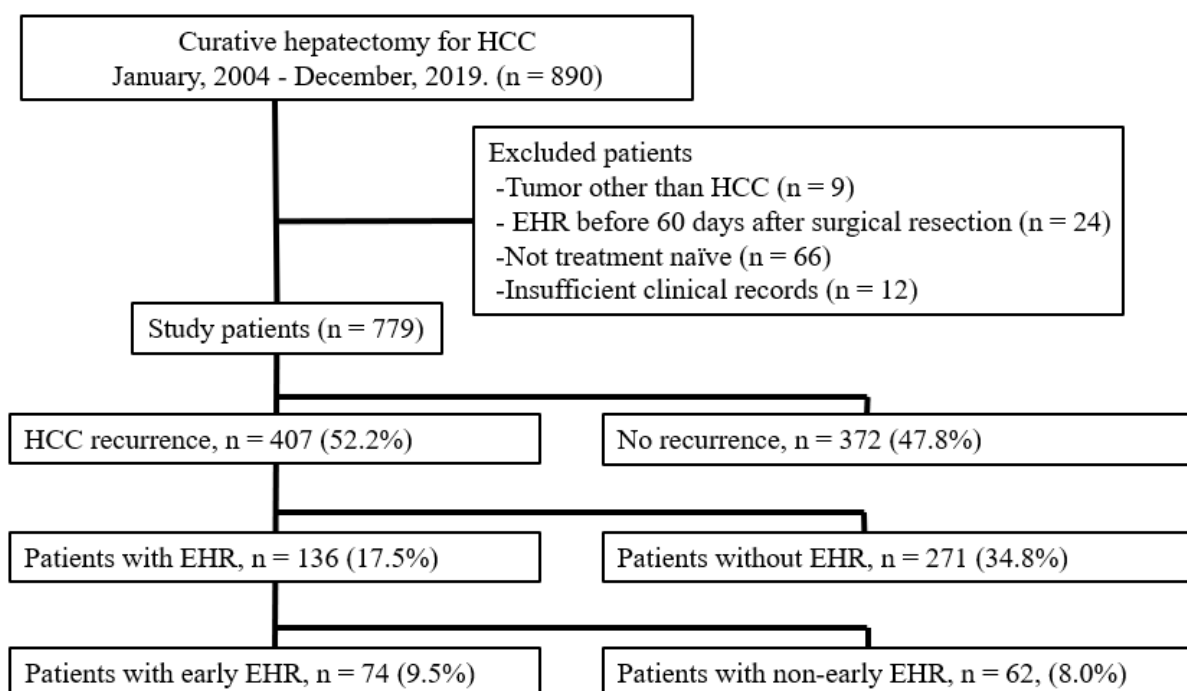 Curative hepatectomy for HCC
January, 2004 - December, 2019. (n = 890)
Excluded patients
-Tumor other than HCC (n = 9)
- EHR before 60 days after surgical resection (n = 24)
-Not treatment naïve (n = 66)
-Insufficient clinical records (n = 12)
Study patients (n = 779)
HCC recurrence, n = 407 (52.2%)
No recurrence, n = 372 (47.8%)
Patients with EHR, n = 136 (17.5%)
Patients without EHR, n = 271 (34.8%)
Patients with early EHR, n = 74 (9.5%)
Patients with non-early EHR, n = 62, (8.0%)